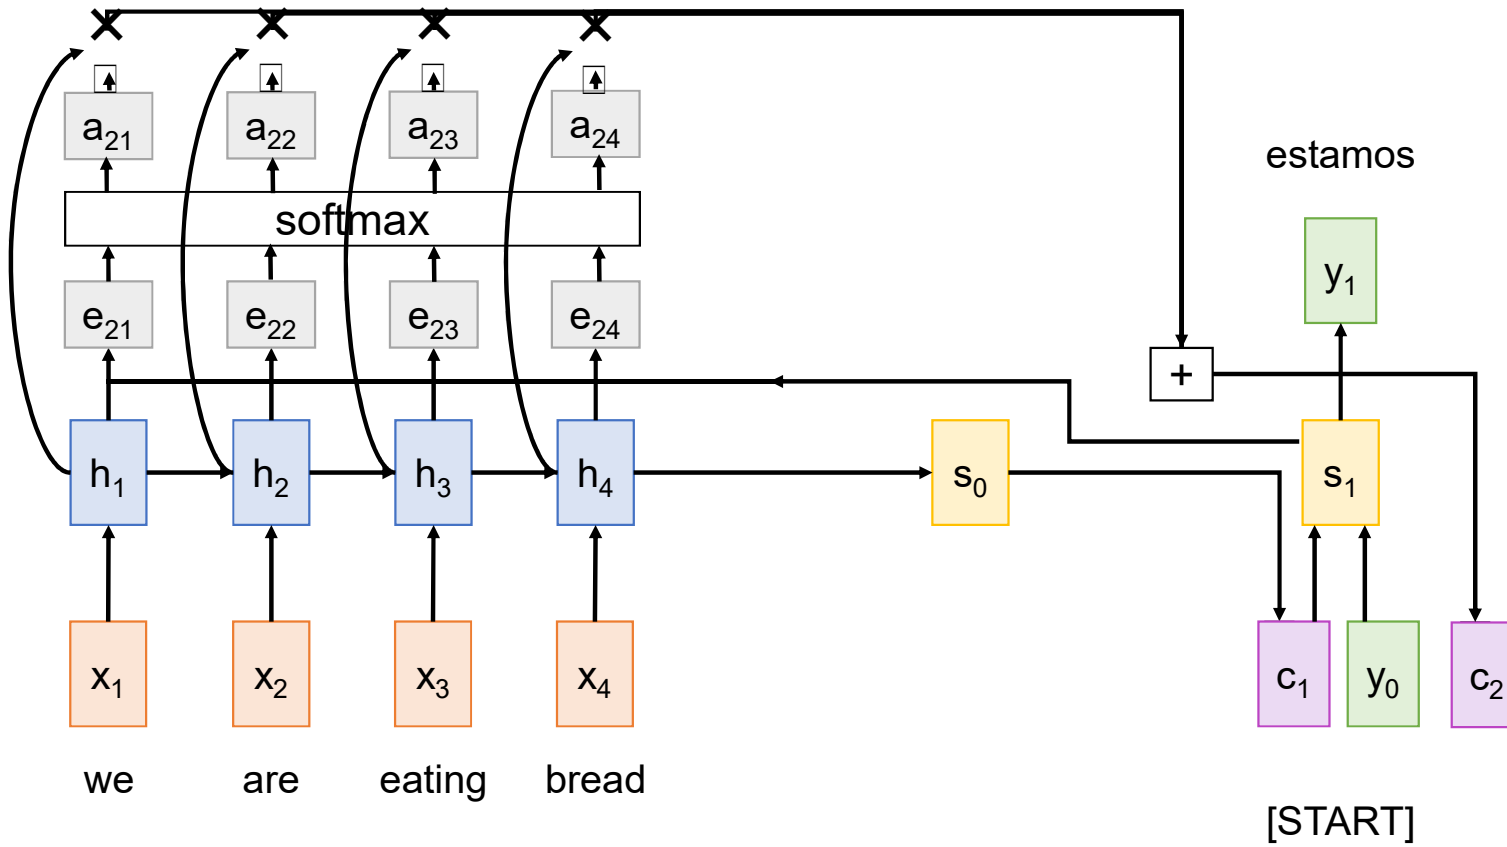 a₂₁ a₂₂ a₂₃ a₂₄
estamos
softmax
y₁
e₂₁ e₂₂ e₂₃ e₂₄
+
h₁ h₂ h₃ h₄ s₀ s₁
x₁ x₂ x₃ x₄ c₁ y₀ c₂
we are eating bread
[START]